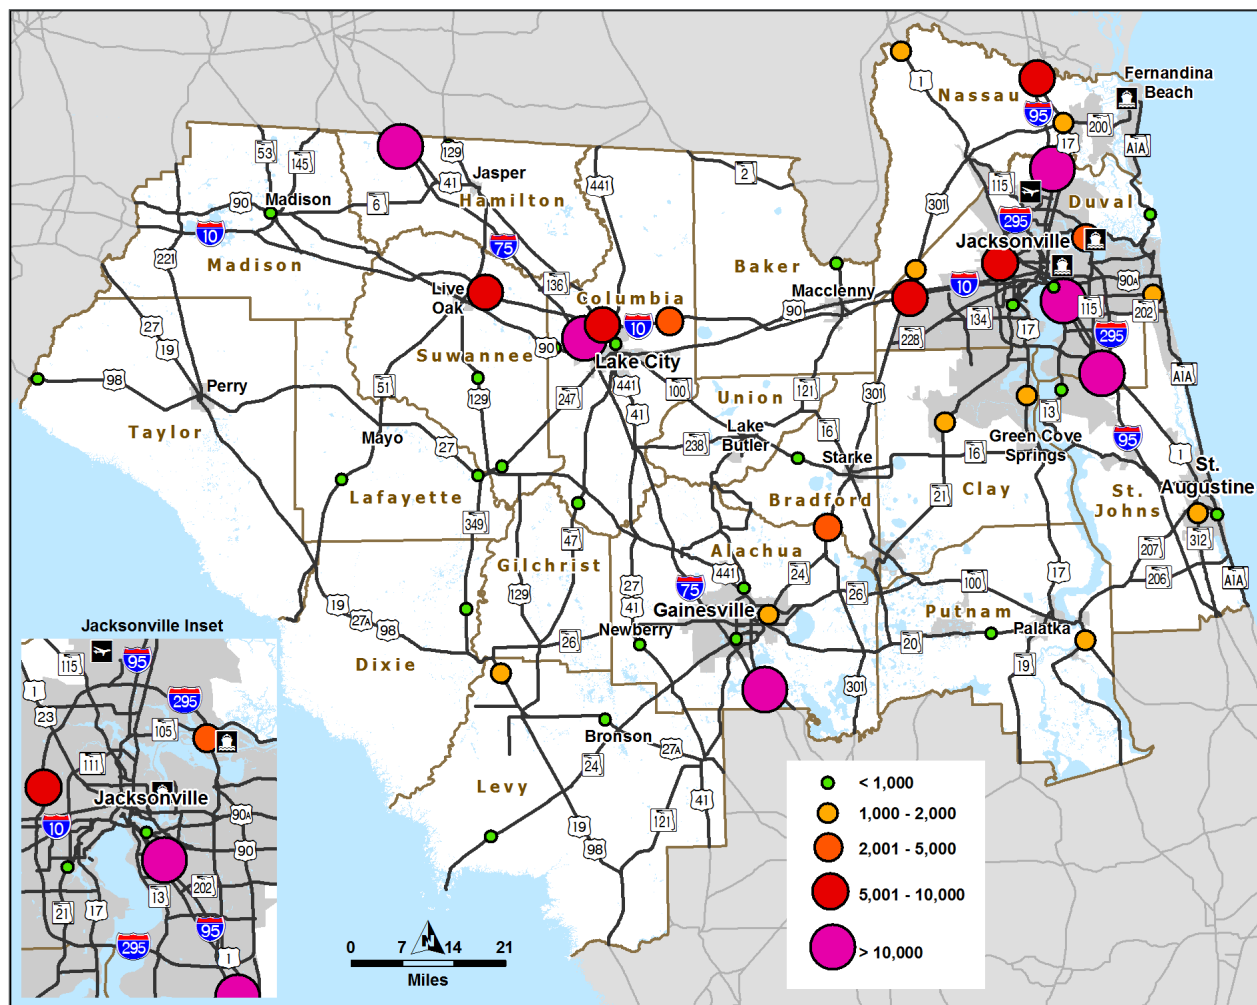 Fernandina
Beach
1
Nassau
95
200
17
A1A
53
145
129
Jasper
441
2
115
41
Hamilton
Madison
6
90
301
295
Duval
10
75
Jacksonville
221
Madison
136
Baker
10
90A
Live
Oak
Columbia
Macclenny
115
202
27
19
10
90
134
17
295
228
Suwannee
90
Lake City
A1A
98
Perry
51
129
247
441
41
100
Union
121
301
13
Taylor
Mayo
27
238
Lake
Butler
16
Starke
Green Cove
Springs
95
1
16
St.
Augustine
Lafayette
349
Bradford
21
Clay
St.
Johns
47
Alachua
207
312
Gilchrist
441
24
17
129
27
75
26
100
206
A1A
19
27A
98
41
Gainesville
Putnam
Newberry
26
20
Palatka
Dixie
19
301
Bronson
27A
24
Levy
41
121
19
98
Jacksonville Inset
115
95
1
295
23
105
111
Jacksonville
90A
10
90
202
13
21
17
95
295
1
N
0 7 14 21
Miles
< 1,000
1,000 - 2,000
2,001 - 5,000
5,001 - 10,000
> 10,000